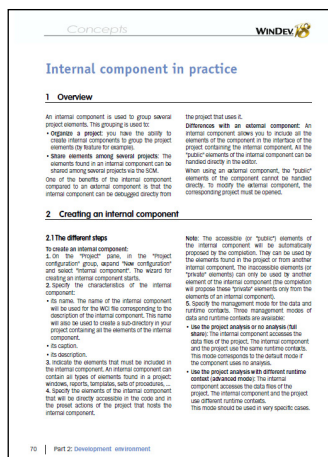 Concepts
WINDEV 18
Internal component in practice
1 Overview
An internal component is used to group several
project elements. This grouping is used to:
• Organize a project: you have the ability to
create internal components to group the project
elements (by feature for example).
• Share elements among several projects: The
elements found in an internal component can be
shared among several projects via the SCM.
One of the benefits of the internal component
compared to an external component is that the
internal component can be debugged directly from
the project that uses it.
Differences with an external component: An
internal component allows you to include all the
elements of the component in the interface of the
project containing the internal component. All the
"public" elements of the internal component can be
handled directly in the editor.
When using an external component, the "public"
elements of the component cannot be handled
directly. To modify the external component, the
corresponding project must be opened.
2 Creating an internal component
2.1 The different steps
To create an internal component:
1. On the "Project" pane, in the "Project
configuration" group, expand "New configuration"
and select "Internal component". The wizard for
creating an internal component starts.
2. Specify the characteristics of the internal
component:
• its name. The name of the internal component
will be used for the WCI file corresponding to the
description of the internal component. This name
will also be used to create a sub-directory in your
project containing all the elements of the internal
component.
• its caption.
• its description.
3. Indicate the elements that must be included in
the internal component. An internal component can
contain all types of elements found in a project:
windows, reports, templates, sets of procedures, ...
4. Specify the elements of the internal component
that will be directly accessible in the code and in
the preset actions of the project that hosts the
internal component.
Note: The accessible (or "public") elements of
the internal component will be automatically
proposed by the completion. They can be used by
the elements found in the project or from another
internal component. The inaccessible elements (or
"private" elements) can only be used by another
element of the internal component (the completion
will propose these "private" elements only from the
elements of an internal component).
5. Specify the management mode for the data and
runtime contexts. Three management modes of
data and runtime contexts are available:
• Use the project analysis or no analysis (full
share): The internal component accesses the
data files of the project. The internal component
and the project use the same runtime contexts.
This mode corresponds to the default mode if
the component uses no analysis.
• Use the project analysis with different runtime
context (advanced mode): The internal
component accesses the data files of the
project. The internal component and the project
use different runtime contexts.
This mode should be used in very specific cases.
70 Part 2: Development environment